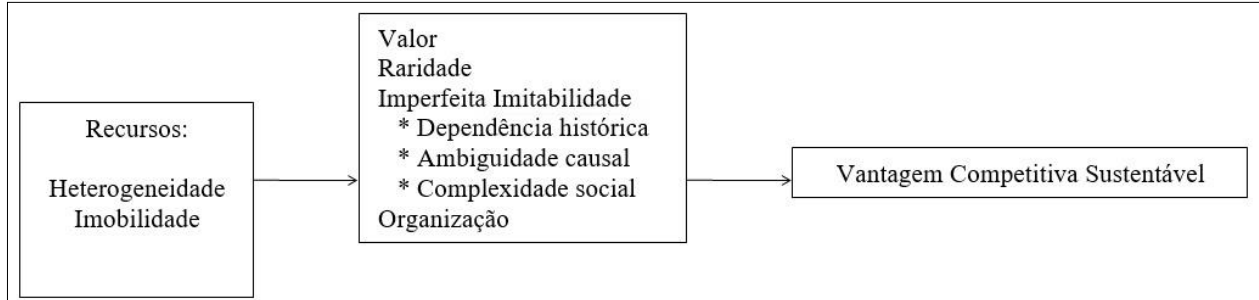 Recursos:
Heterogeneidade
Imobilidade
Valor
Raridade
Imperfeita Imitabilidade
* Dependência histórica
* Ambiguidade causal
* Complexidade social
Organização
Vantagem Competitiva Sustentável